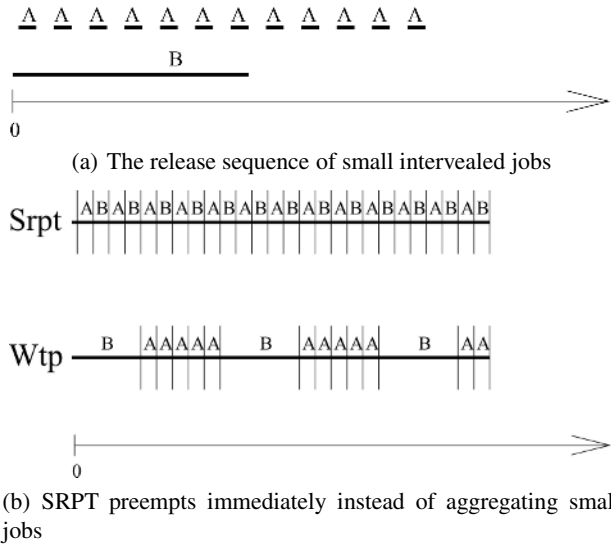 A A A A A A A A A A A A
B
0
(a) The release sequence of small intervealed jobs
Srpt A B A B A B A B A B A B A B A B A B A B A B A B A B
Wtp B A A A A A B A A A A A B A A
0
(b) SRPT preempts immediately instead of aggregating smal
jobs